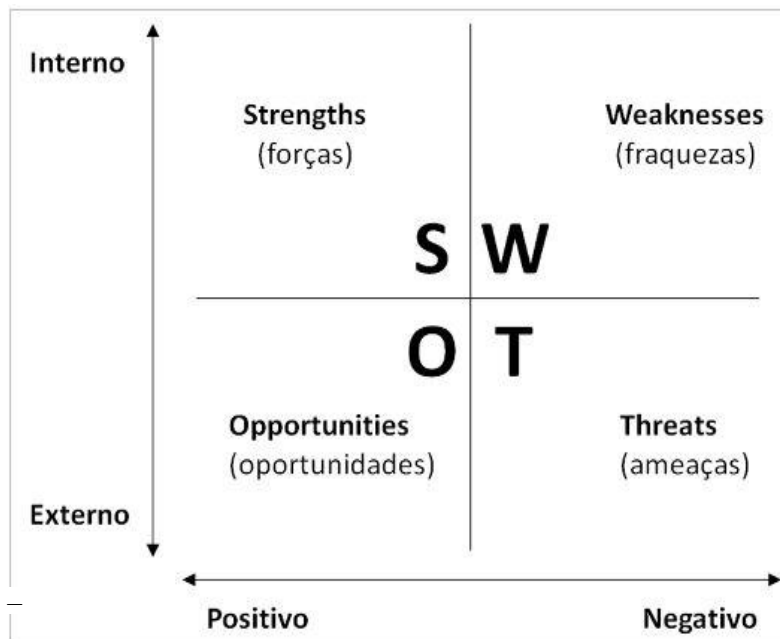 Interno
Strengths
(forças)
Weaknesses
(fraquezas)
S W
O T
Opportunities
(oportunidades)
Threats
(ameaças)
Externo
Positivo
Negativo